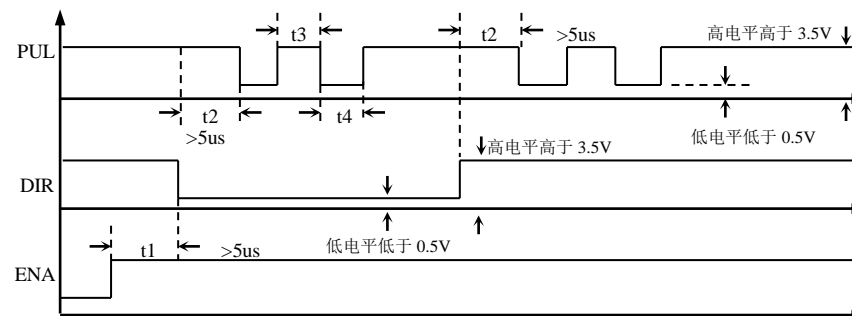 t3
t2
>5us
高电平高于 3.5V
PUL
t2
t4
>5us
低电平低于 0.5V
高电平高于 3.5V
DIR
低电平低于 0.5V
t1
>5us
ENA